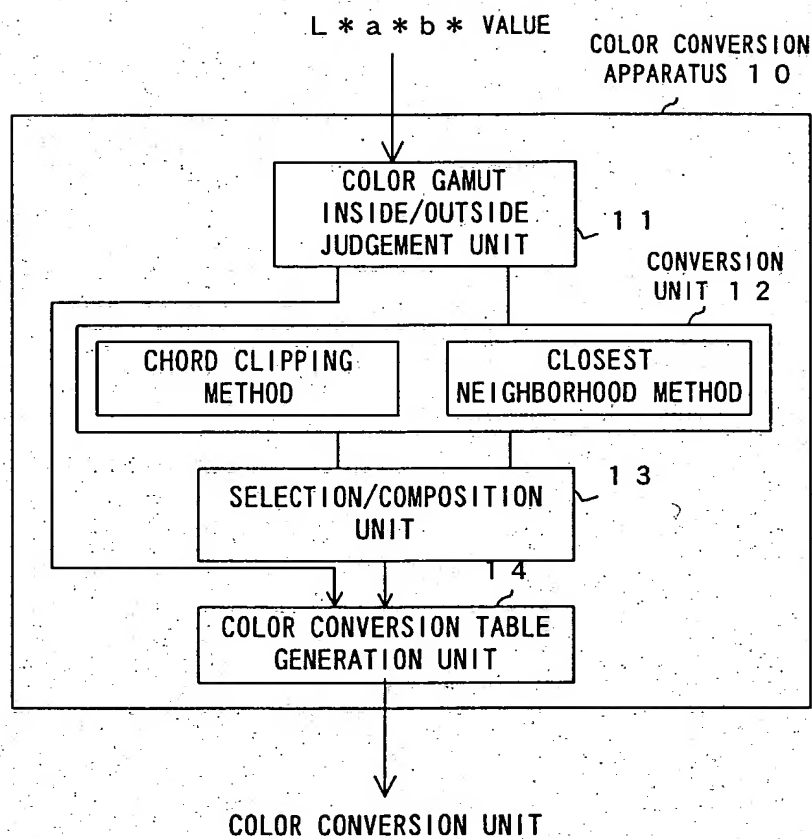 L * a * b * VALUE
COLOR CONVERSION
APPARATUS 1 0
COLOR GAMUT
INSIDE/OUTSIDE
JUDGEMENT UNIT
1 1
CONVERSION
UNIT 1 2
CHORD CLIPPING
METHOD
CLOSEST
NEIGHBORHOOD METHOD
1 3
SELECTION/COMPOSITION
UNIT
1 4
COLOR CONVERSION TABLE
GENERATION UNIT
COLOR CONVERSION UNIT